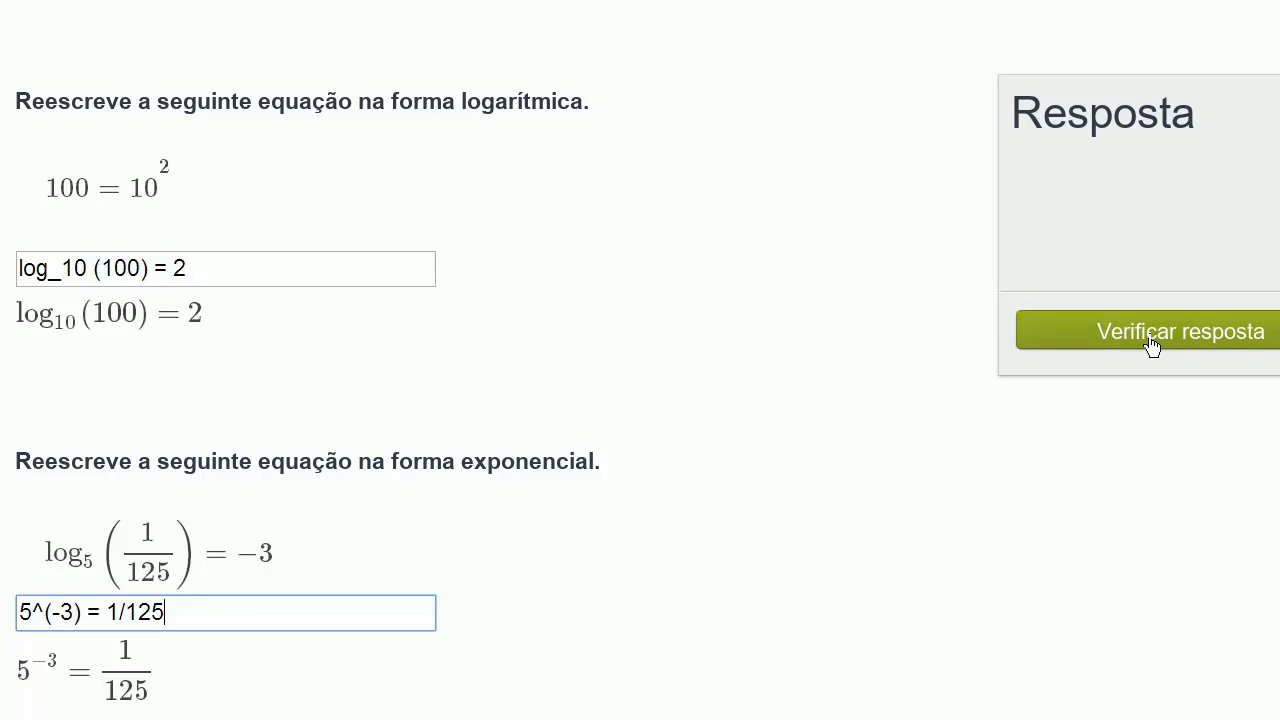 Reescreve a seguinte equação na forma logarítmica.
Resposta
100 = 10^2
log_10 (100) = 2
log₁₀ (100) = 2
Verificar resposta
Reescreve a seguinte equação na forma exponencial.
log₅ (1/125) = −3
5^(-3) = 1/125
5⁻³ = 1/125